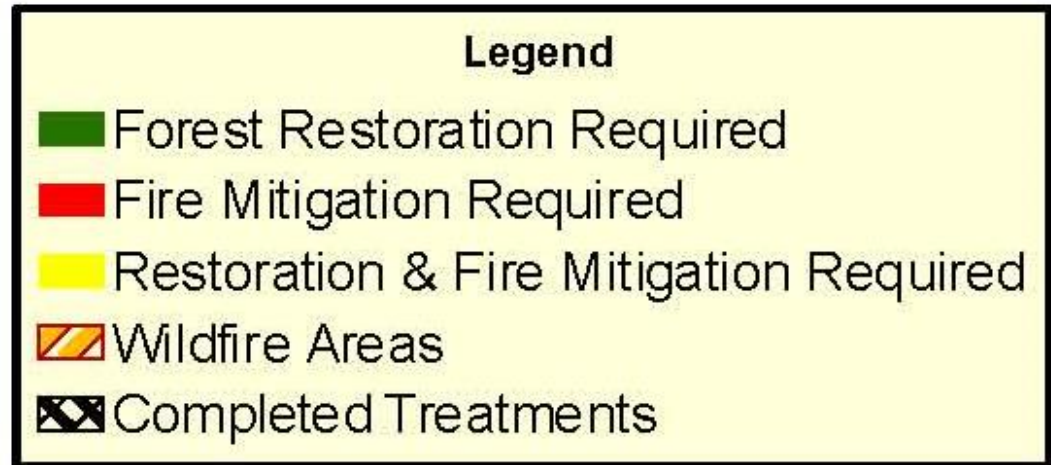 Legend
Forest Restoration Required
Fire Mitigation Required
Restoration & Fire Mitigation Required
Wildfire Areas
Completed Treatments